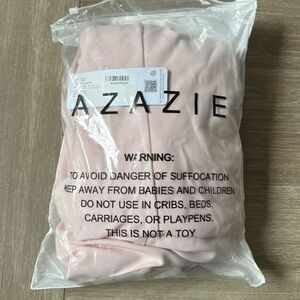 AZAZIE
WARNING:
TO AVOID DANGER OF SUFFOCATION
KEEP AWAY FROM BABIES AND CHILDREN
DO NOT USE IN CRIBS, BEDS,
CARRIAGES, OR PLAYPENS.
THIS IS NOT A TOY